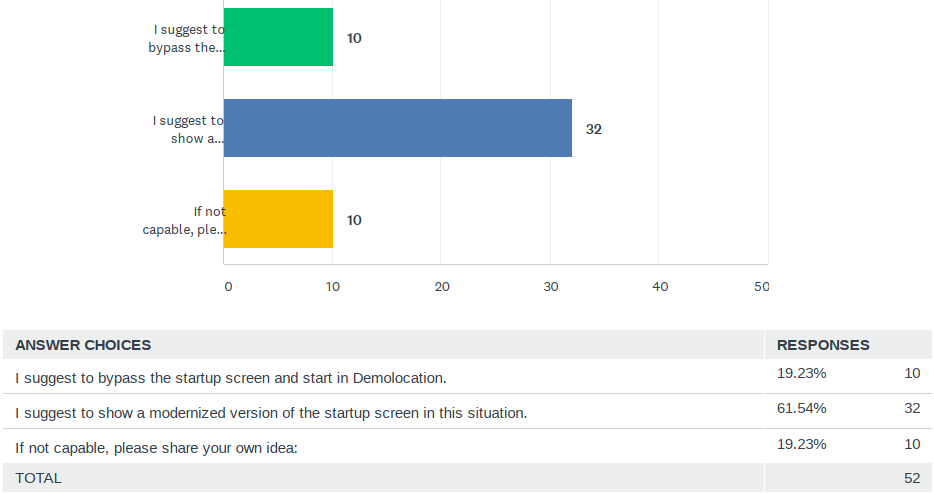 I suggest to
bypass the...
10
I suggest to
show a...
32
If not
capable, ple...
10
0 10 20 30 40 50
ANSWER CHOICES RESPONSES
I suggest to bypass the startup screen and start in Demolocation. 19.23% 10
I suggest to show a modernized version of the startup screen in this situation. 61.54% 32
If not capable, please share your own idea: 19.23% 10
TOTAL 52